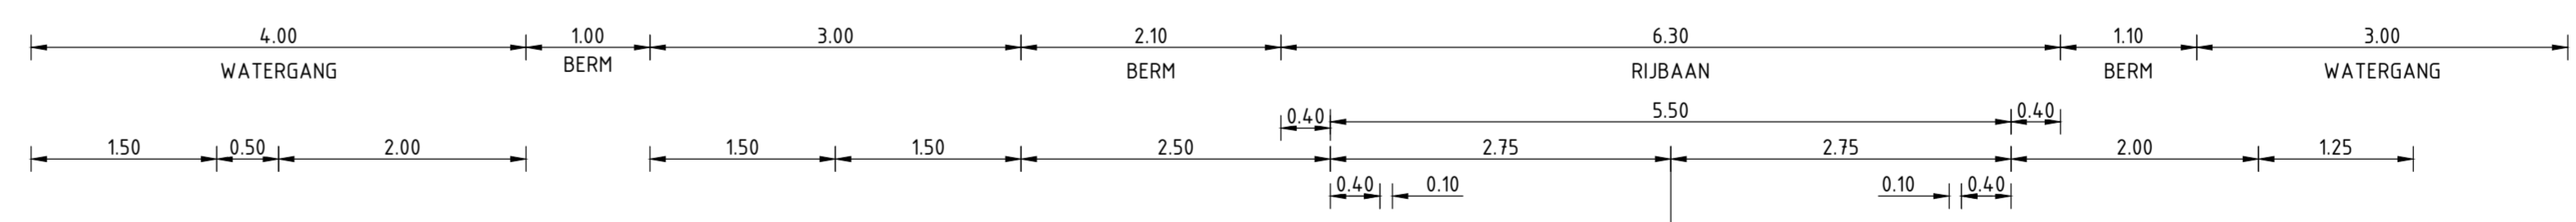 4.00 1.00 3.00 2.10 6.30 1.10 3.00
WATERGANG BERM BERM RIJBAAN BERM WATERGANG
0.40 5.50 0.40
1.50 0.50 2.00 1.50 1.50 2.50 2.75 2.75 2.00 1.25
0.40 0.10 0.10 0.40